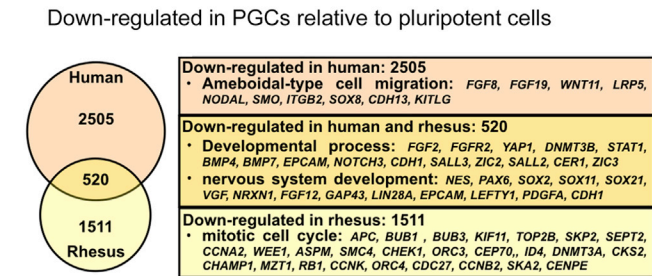 Down-regulated in PGCs relative to pluripotent cells
Human
2505
520
1511
Rhesus
Down-regulated in human: 2505
• Ameboidal-type cell migration: FGF8, FGF19, WNT11, LRP5,
NODAL, SMO, ITGB2, SOX8, CDH13, KITLG
Down-regulated in human and rhesus: 520
• Developmental process: FGF2, FGFR2, YAP1, DNMT3B, STAT1,
BMP4, BMP7, EPCAM, NOTCH3, CDH1, SALL3, ZIC2, SALL2, CER1, ZIC3
• nervous system development: NES, PAX6, SOX2, SOX11, SOX21,
VGF, NRXN1, FGF12, GAP43, LIN28A, EPCAM, LEFTY1, PDGFA, CDH1
Down-regulated in rhesus: 1511
• mitotic cell cycle: APC, BUB1 , BUB3, KIF11, TOP2B, SKP2, SEPT2,
CCNA2, WEE1, ASPM, SMC4, CHEK1, ORC3, CEP70,, ID4, DNMT3A, CKS2,
CHAMP1, MZT1, RB1, CCNK, ORC4, CDC27, CCNB2, SKA2, CENPE